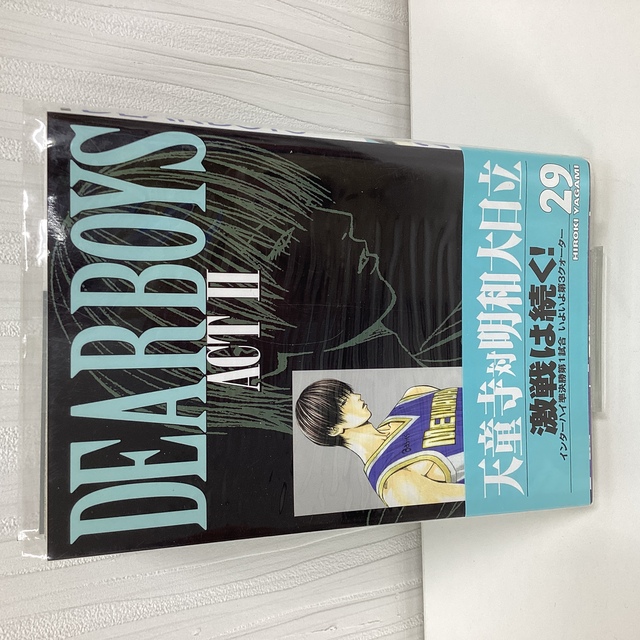 DEAR BOYS
ACT II
天童寺対明和大日立
激戦は続く!
インターハイ準決勝第1試合 いよいよ第3クォーター
29
HIROKI YAGAMI